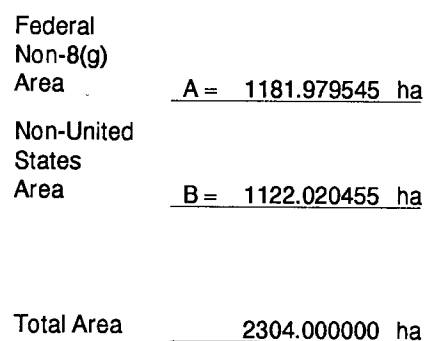 Federal
Non-8(g)
Area A = 1181.979545 ha
Non-United
States
Area B = 1122.020455 ha
Total Area 2304.000000 ha